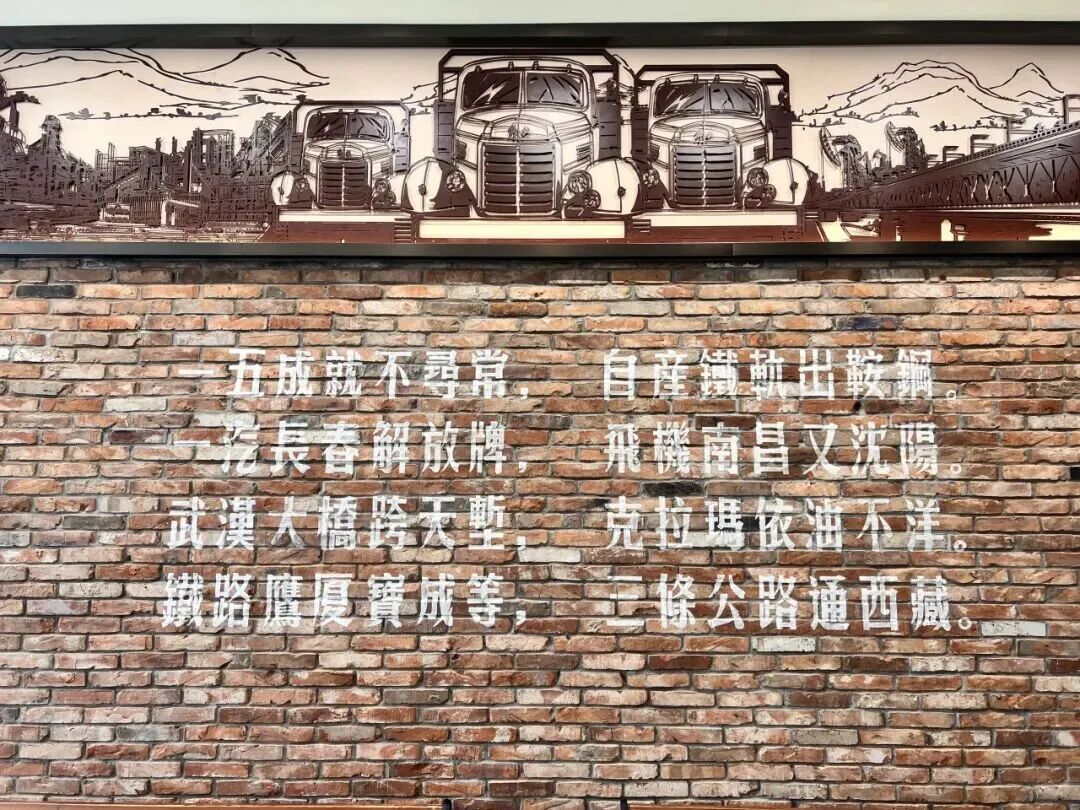 一五成就不尋常， 自産鐵軌出鞍鋼。
一汽長春解放牌， 飛機南昌又沈陽。
武漢大橋跨天塹， 克拉瑪依油不洋。
鐵路鷹厦寶成等， 三條公路通西藏。